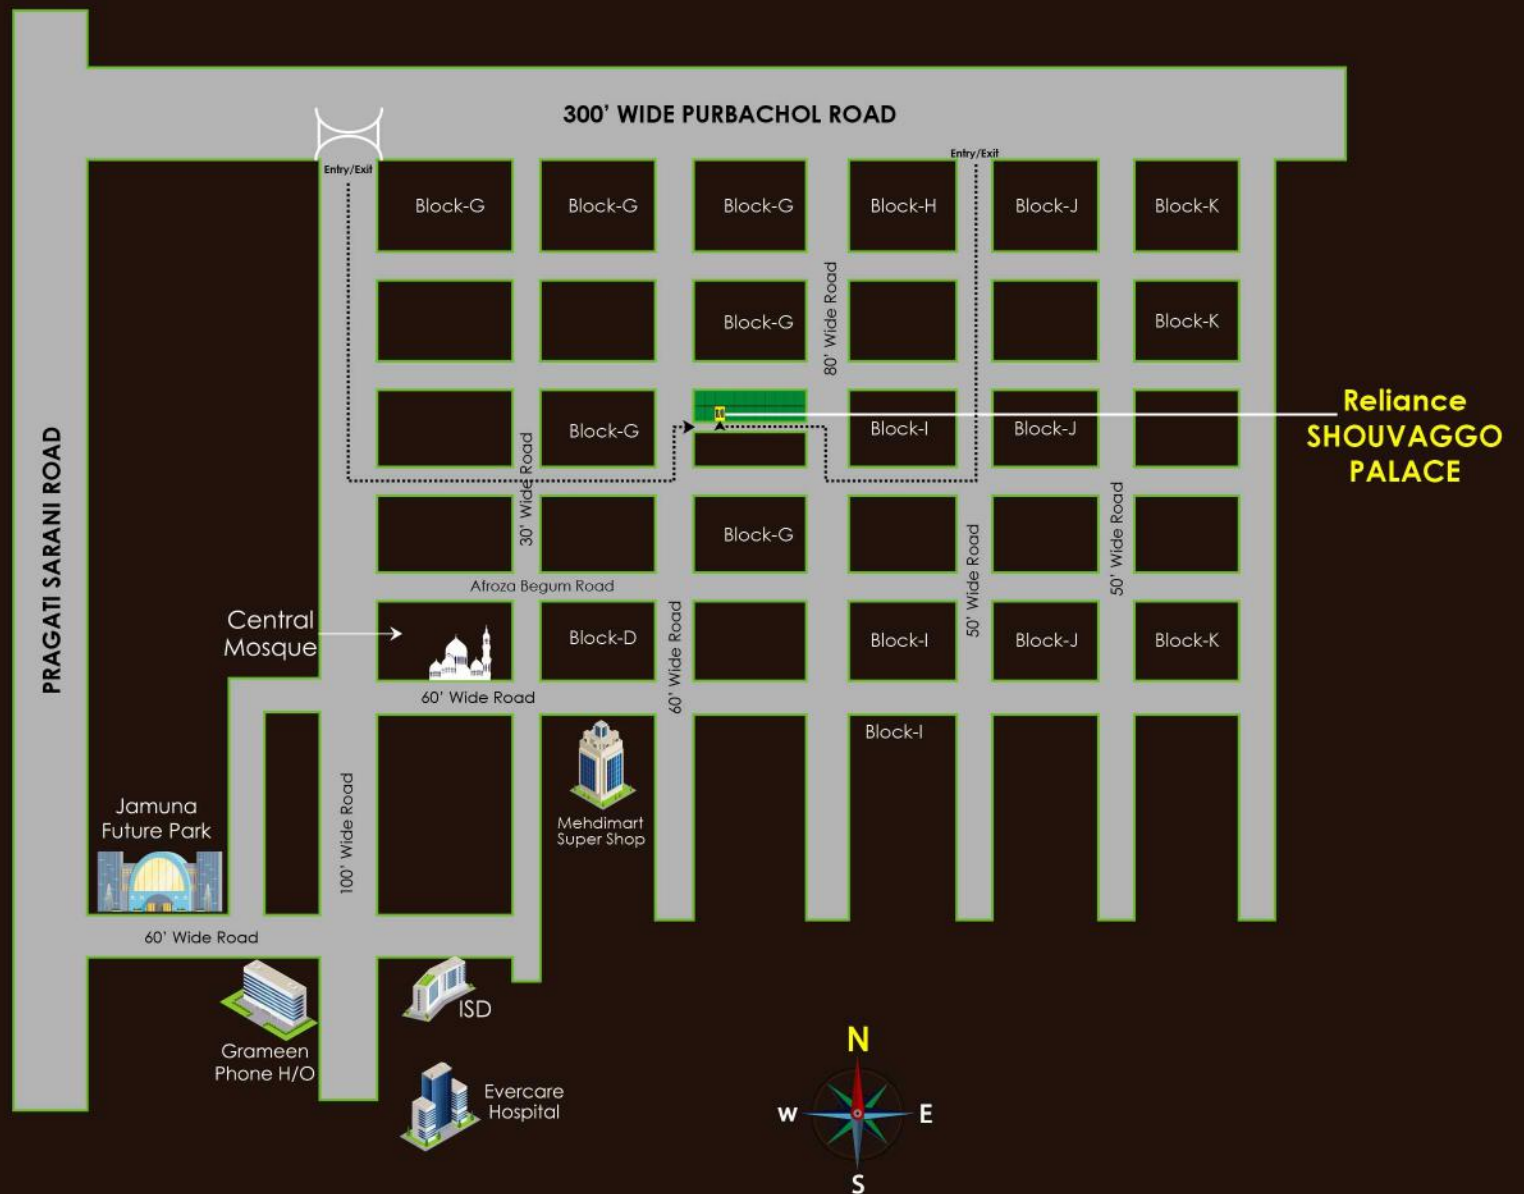 300' WIDE PURBACHOL ROAD
Entry/Exit
Entry/Exit
Block-G
Block-G
Block-G
Block-H
Block-J
Block-K
80' Wide Road
Block-G
Block-K
Reliance
SHOUVAGGO
PALACE
Block-G
Block-I
Block-J
PRAGATI SARANI ROAD
30' Wide Road
Block-G
50' Wide Road
50' Wide Road
Afroza Begum Road
Central
Mosque
Block-D
60' Wide Road
Block-I
Block-J
Block-K
60' Wide Road
Block-I
100' Wide Road
Jamuna
Future Park
Mehdimart
Super Shop
60' Wide Road
ISD
Grameen
Phone H/O
Evercare
Hospital
N
W
E
S